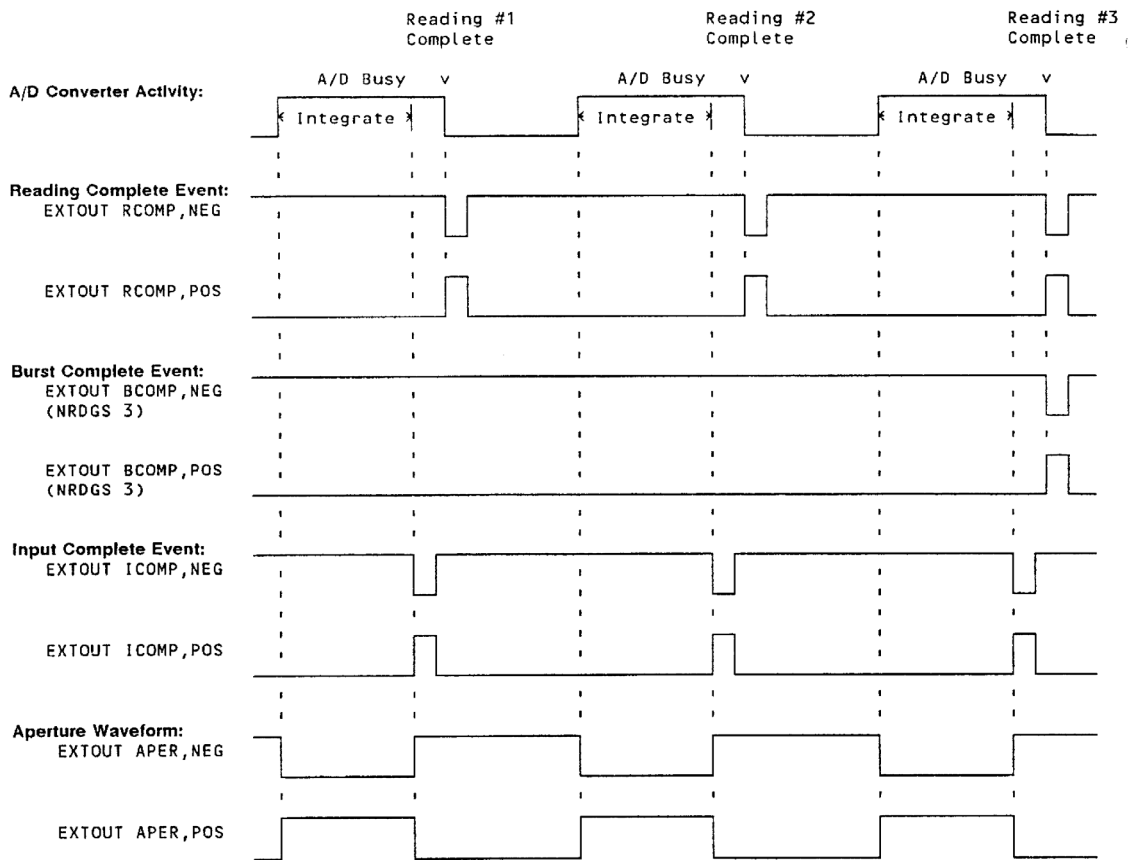 Reading #1
Complete
Reading #2
Complete
Reading #3
Complete
A/D Converter Activity:
A/D Busy v
A/D Busy v
A/D Busy v
Integrate
Integrate
Integrate
Reading Complete Event:
EXTOUT RCOMP,NEG
EXTOUT RCOMP,POS
Burst Complete Event:
EXTOUT BCOMP,NEG
(NRDGS 3)
EXTOUT BCOMP,POS
(NRDGS 3)
Input Complete Event:
EXTOUT ICOMP,NEG
EXTOUT ICOMP,POS
Aperture Waveform:
EXTOUT APER,NEG
EXTOUT APER,POS